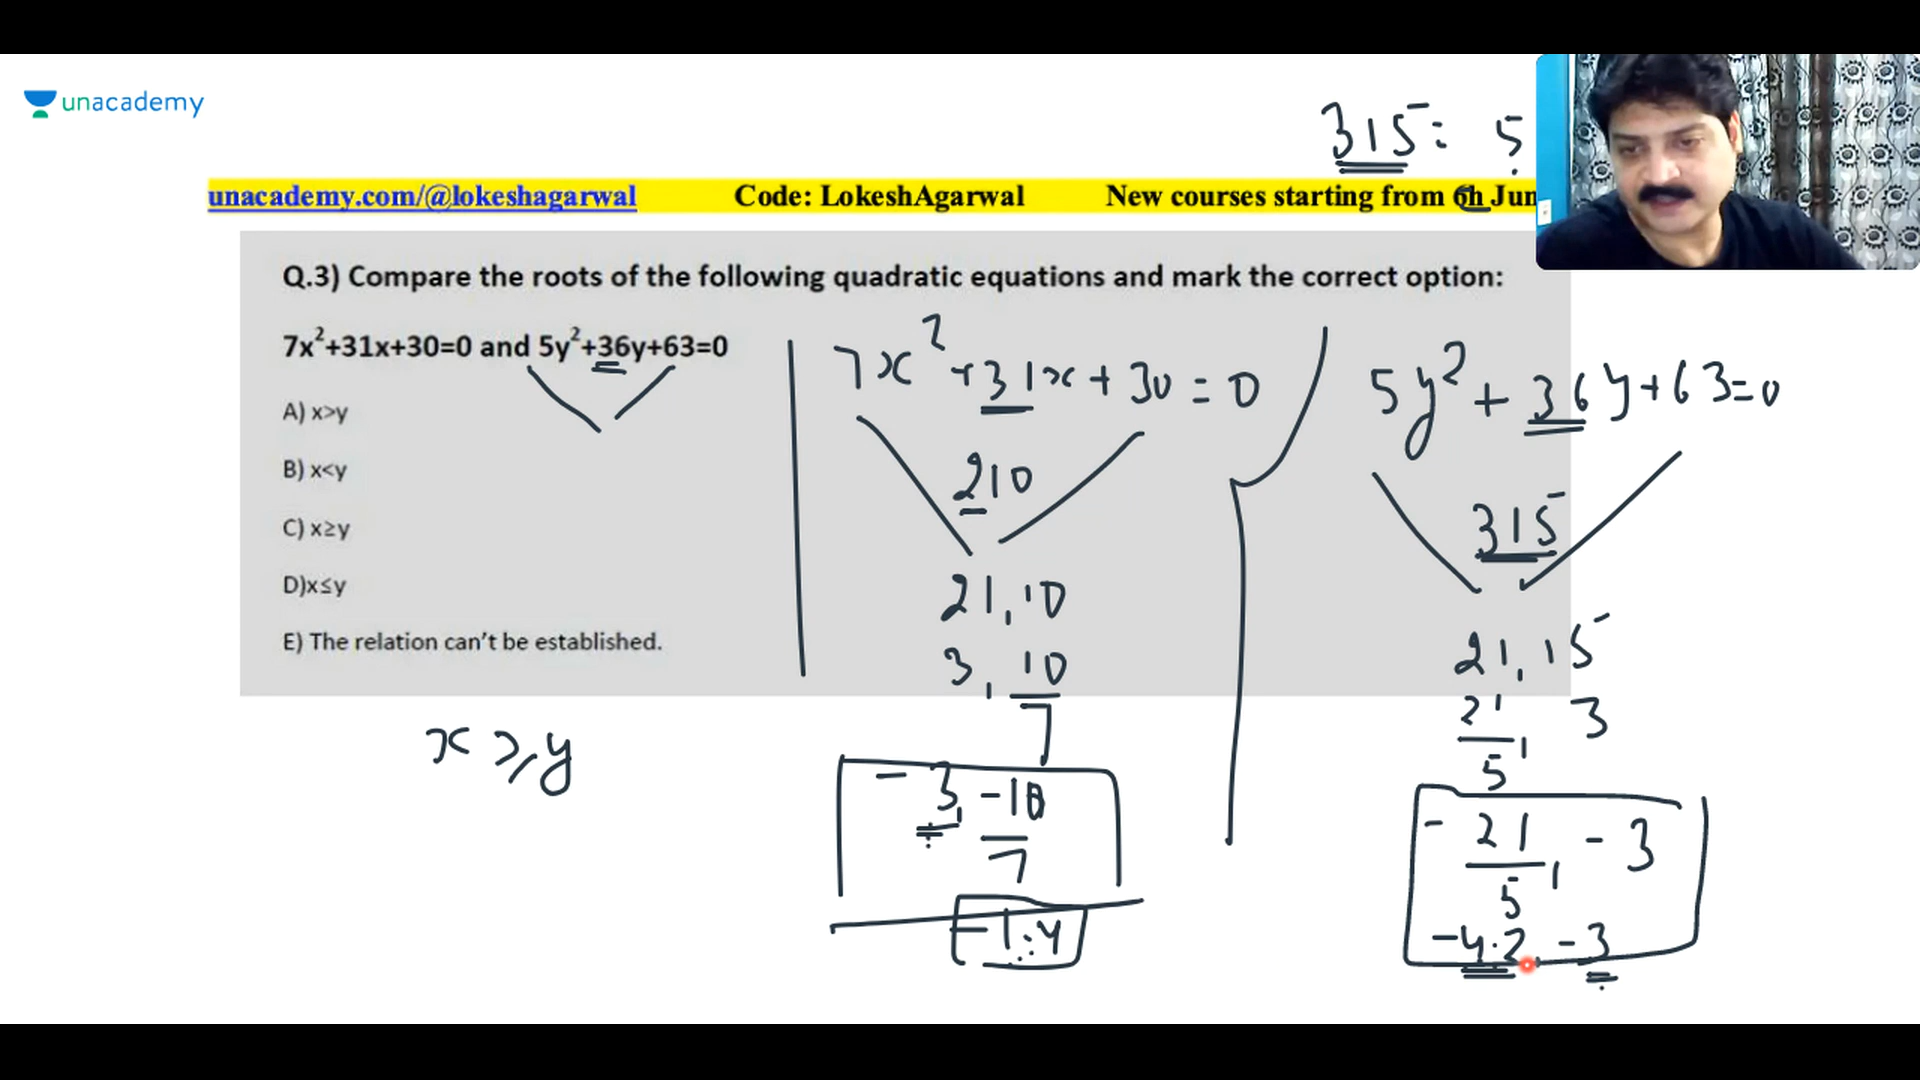 unacademy
315 = 5
unacademy.com/@lokeshagarwal Code: LokeshAgarwal New courses starting from 6h Jun
Q.3) Compare the roots of the following quadratic equations and mark the correct option:
7x²+31x+30=0 and 5y²+36y+63=0
A) x>y
B) x<y
C) x≥y
D)x≤y
E) The relation can't be established.
x ≥, y
7x² + 31x + 30 = 0
210
21, 10
3, 10/7
-3, -10/7
-1.4
5y² + 36y + 63 = 0
315
21, 15
21/5, 3
-21/5, -3
-4.2, -3